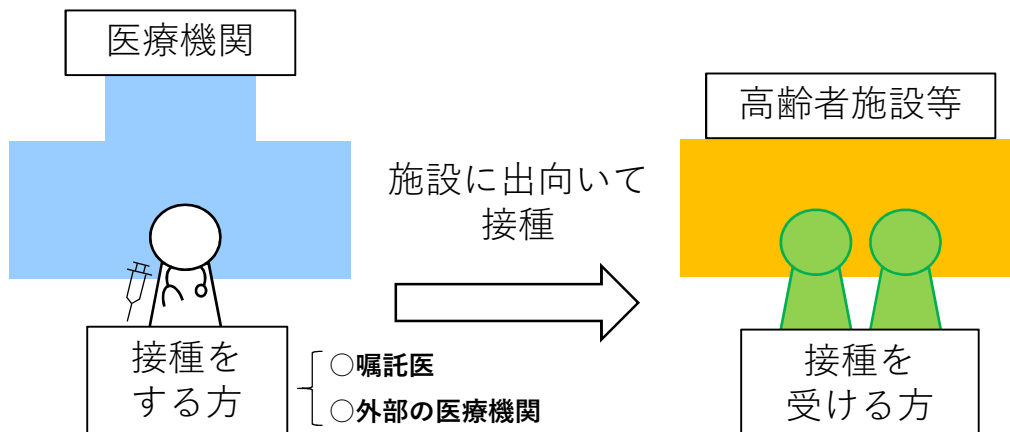 医療機関
高齢者施設等
施設に出向いて
接種
接種を
する方
○嘱託医
○外部の医療機関
接種を
受ける方